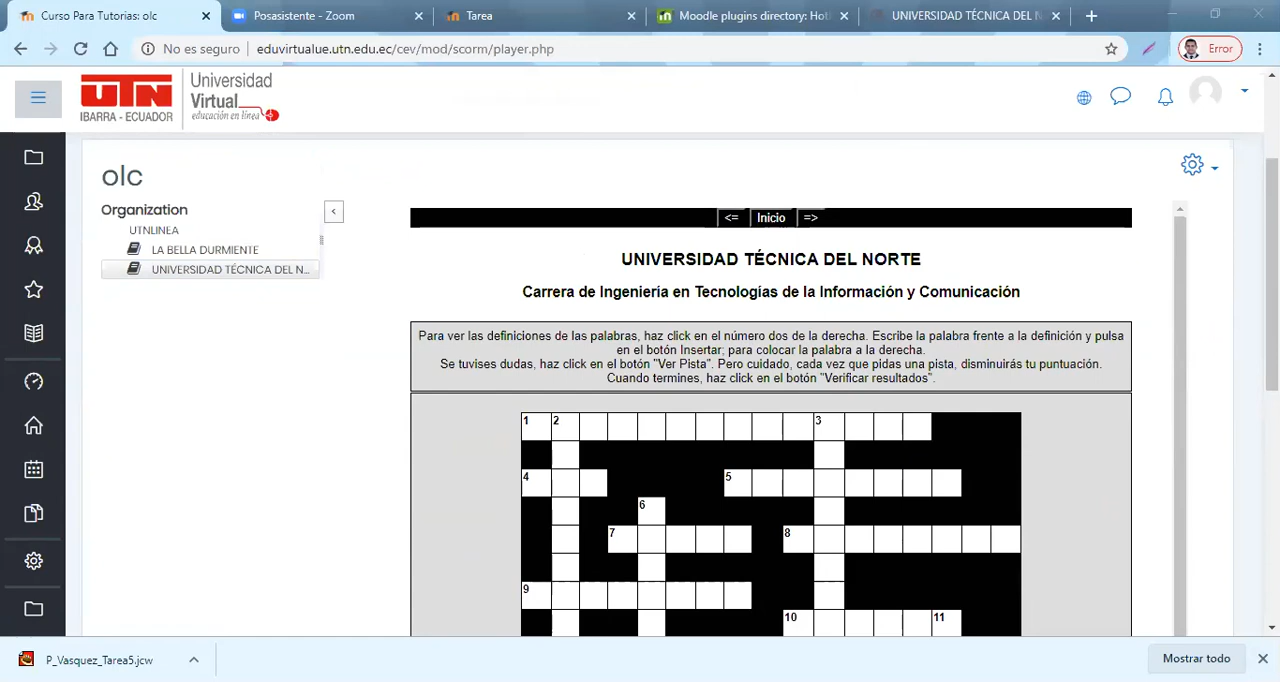 Curso Para Tutorias: olc
Posasistente - Zoom
Tarea
Moodle plugins directory: Hot
UNIVERSIDAD TÉCNICA DEL N
No es seguro
eduvirtualue.utn.edu.ec/cev/mod/scorm/player.php
Error
UTN
IBARRA - ECUADOR
Universidad
Virtual
educación en línea
olc
Organization
UTNLINEA
LA BELLA DURMIENTE
UNIVERSIDAD TÉCNICA DEL N...
<= Inicio =>
UNIVERSIDAD TÉCNICA DEL NORTE
Carrera de Ingeniería en Tecnologías de la Información y Comunicación
Para ver las definiciones de las palabras, haz click en el número dos de la derecha. Escribe la palabra frente a la definición y pulsa
en el botón Insertar; para colocar la palabra a la derecha.
Se tuvises dudas, haz click en el botón "Ver Pista". Pero cuidado, cada vez que pidas una pista, disminuirás tu puntuación.
Cuando termines, haz click en el botón "Verificar resultados".
1 2 3
4 5
6
7 8
9
10 11
P_Vasquez_Tarea5.jcw
Mostrar todo